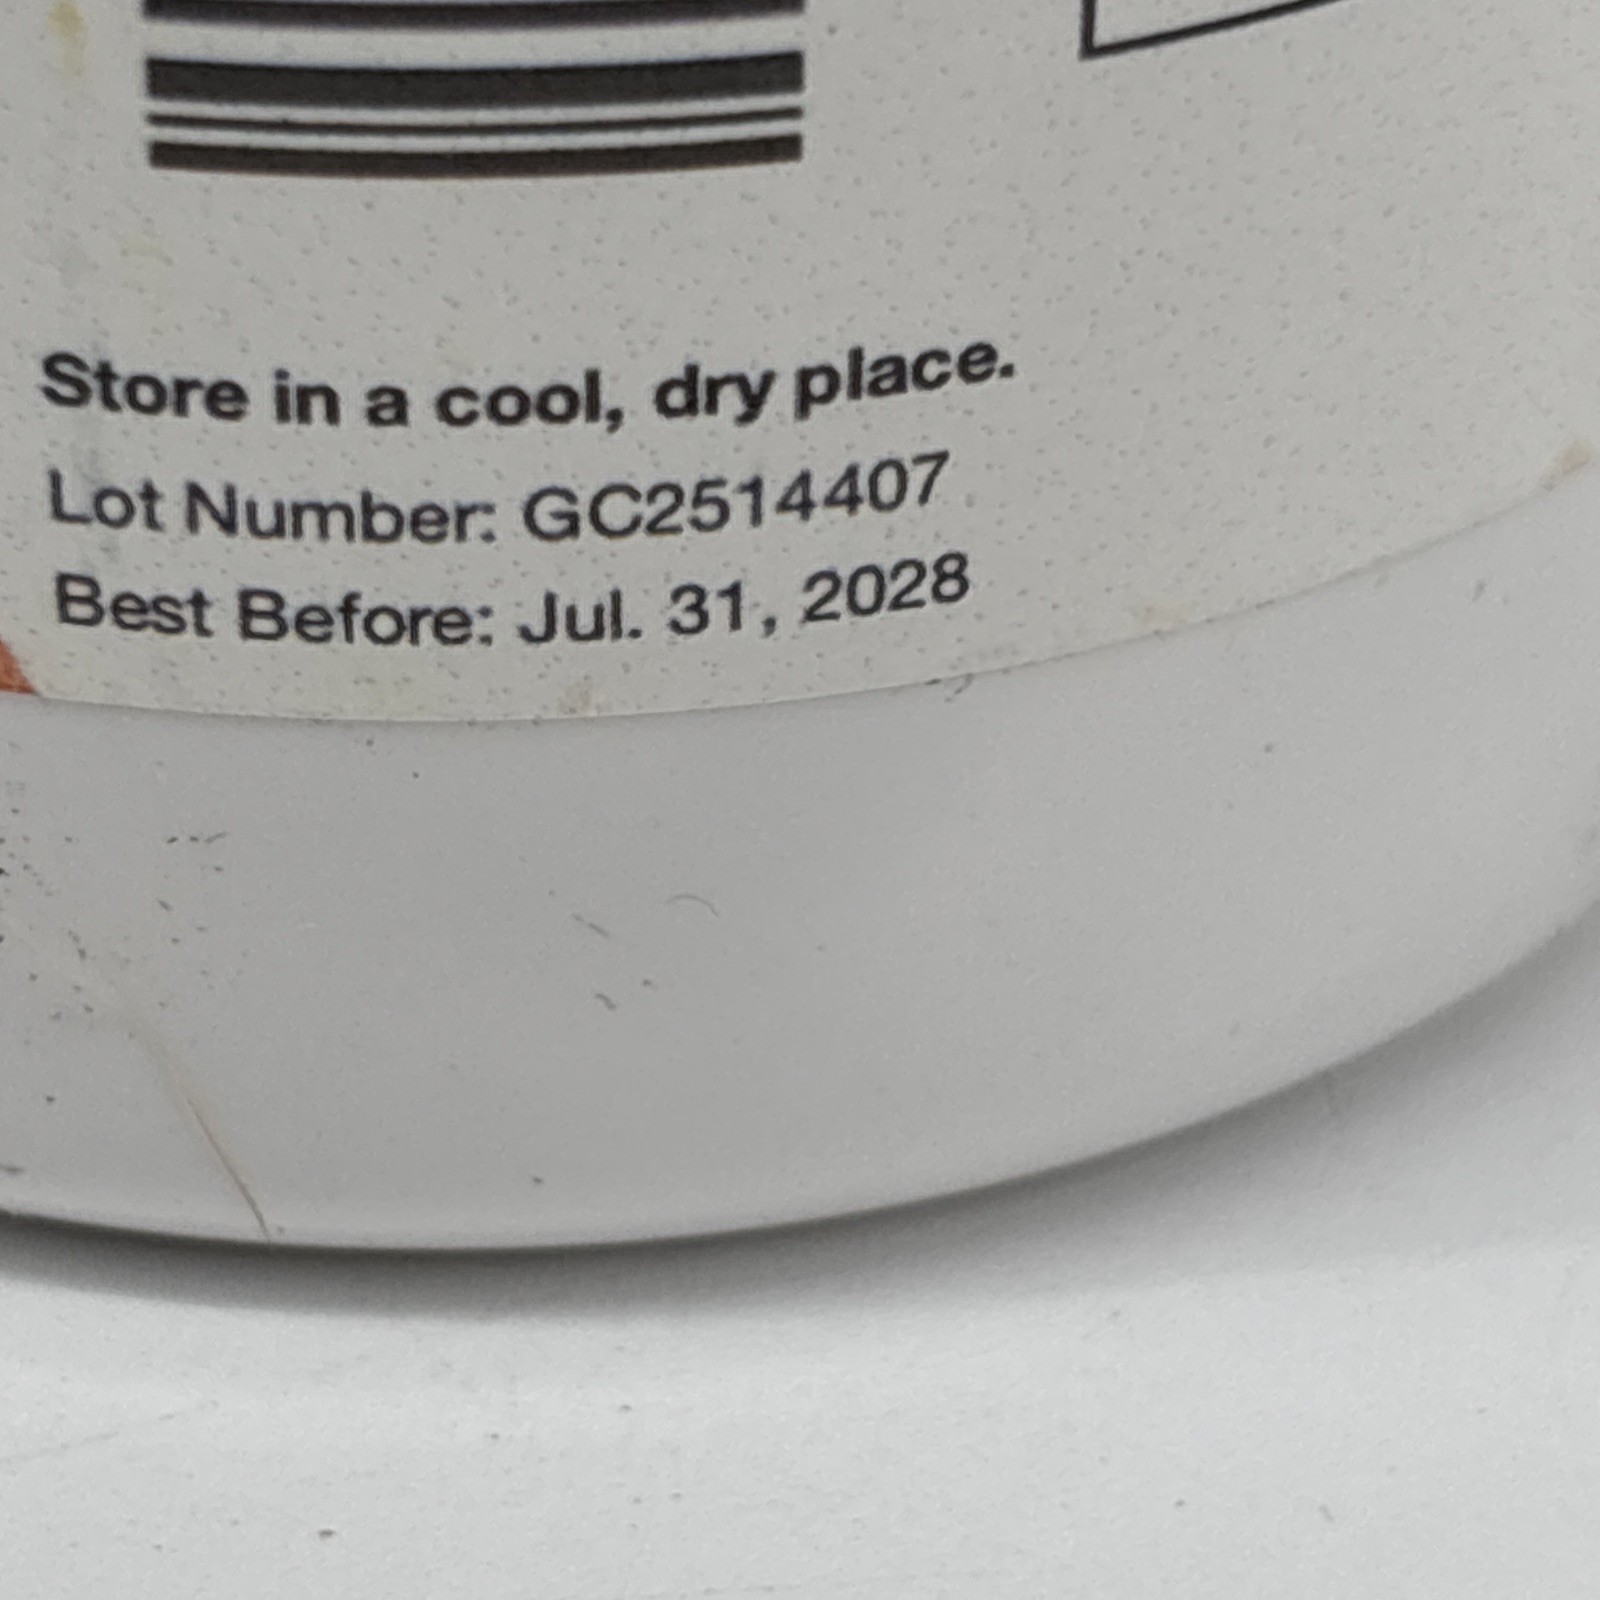 Store in a cool, dry place.
Lot Number: GC2514407
Best Before: Jul. 31, 2028